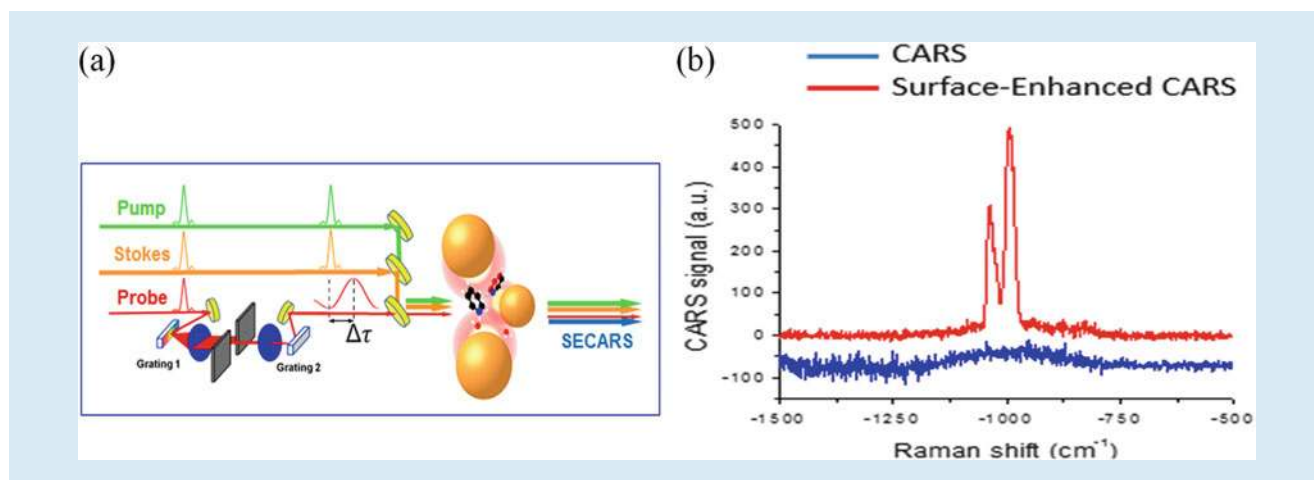 (a)
Pump
Stokes
Probe
Grating 1
Grating 2
Δτ
SECARS
(b)
CARS
Surface-Enhanced CARS
CARS signal (a.u.)
500
400
300
200
100
0
-100
-1500
-1250
-1000
-750
-500
Raman shift (cm⁻¹)